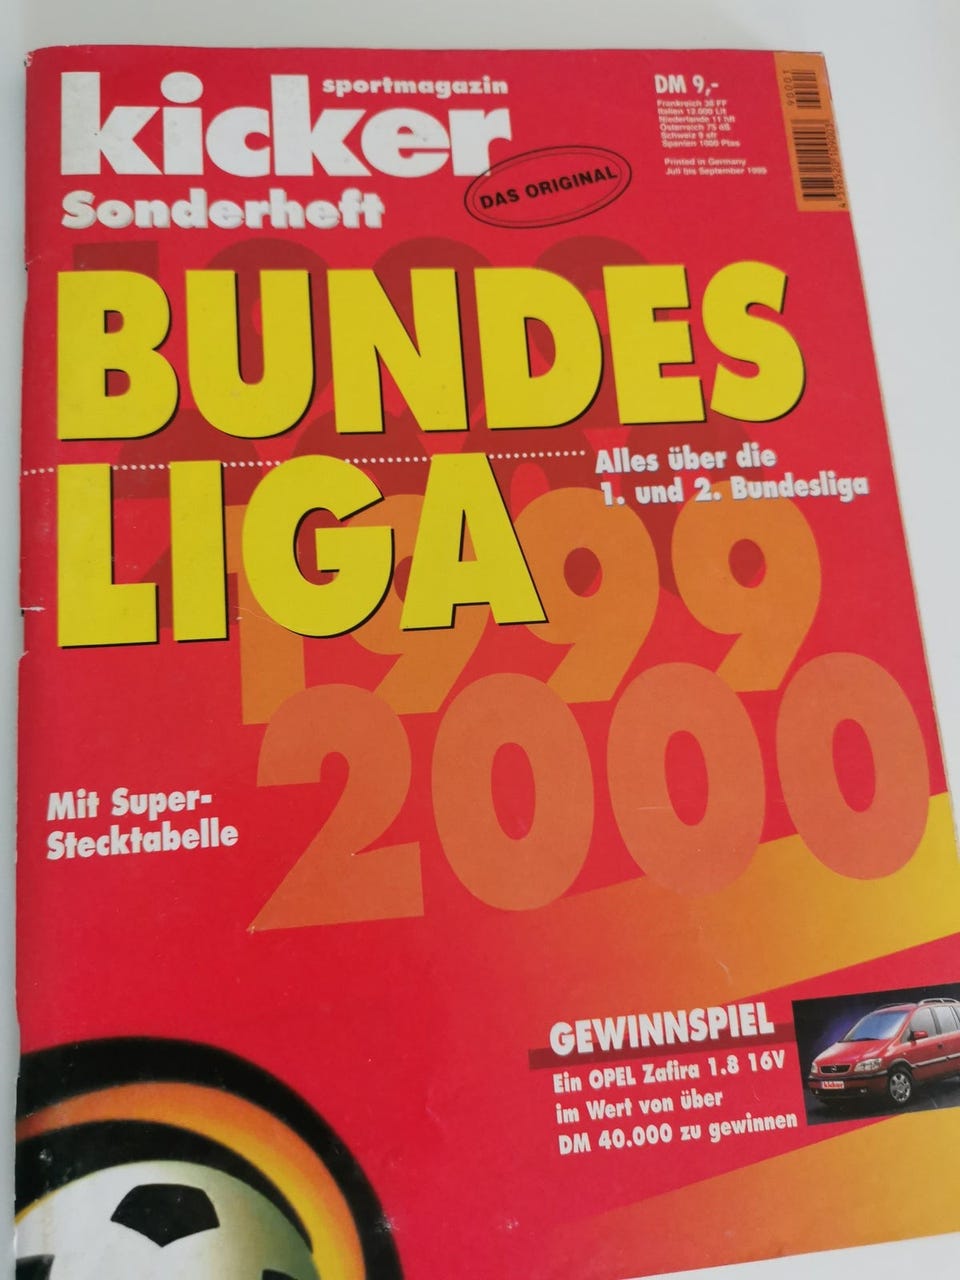 sportmagazin
kicker
Sonderheft
DAS ORIGINAL
DM 9,-
Frankreich 38 FF
Italien 12.000 Lit
Niederlande 11 hfl
Österreich 75 öS
Schweiz 9 sfr
Spanien 1000 Ptas
Printed in Germany
Juli bis September 1999
90001
BUNDES
LIGA
Alles über die
1. und 2. Bundesliga
1999
2000
Mit Super-
Stecktabelle
GEWINNSPIEL
Ein OPEL Zafira 1.8 16V
im Wert von über
DM 40.000 zu gewinnen
kicker